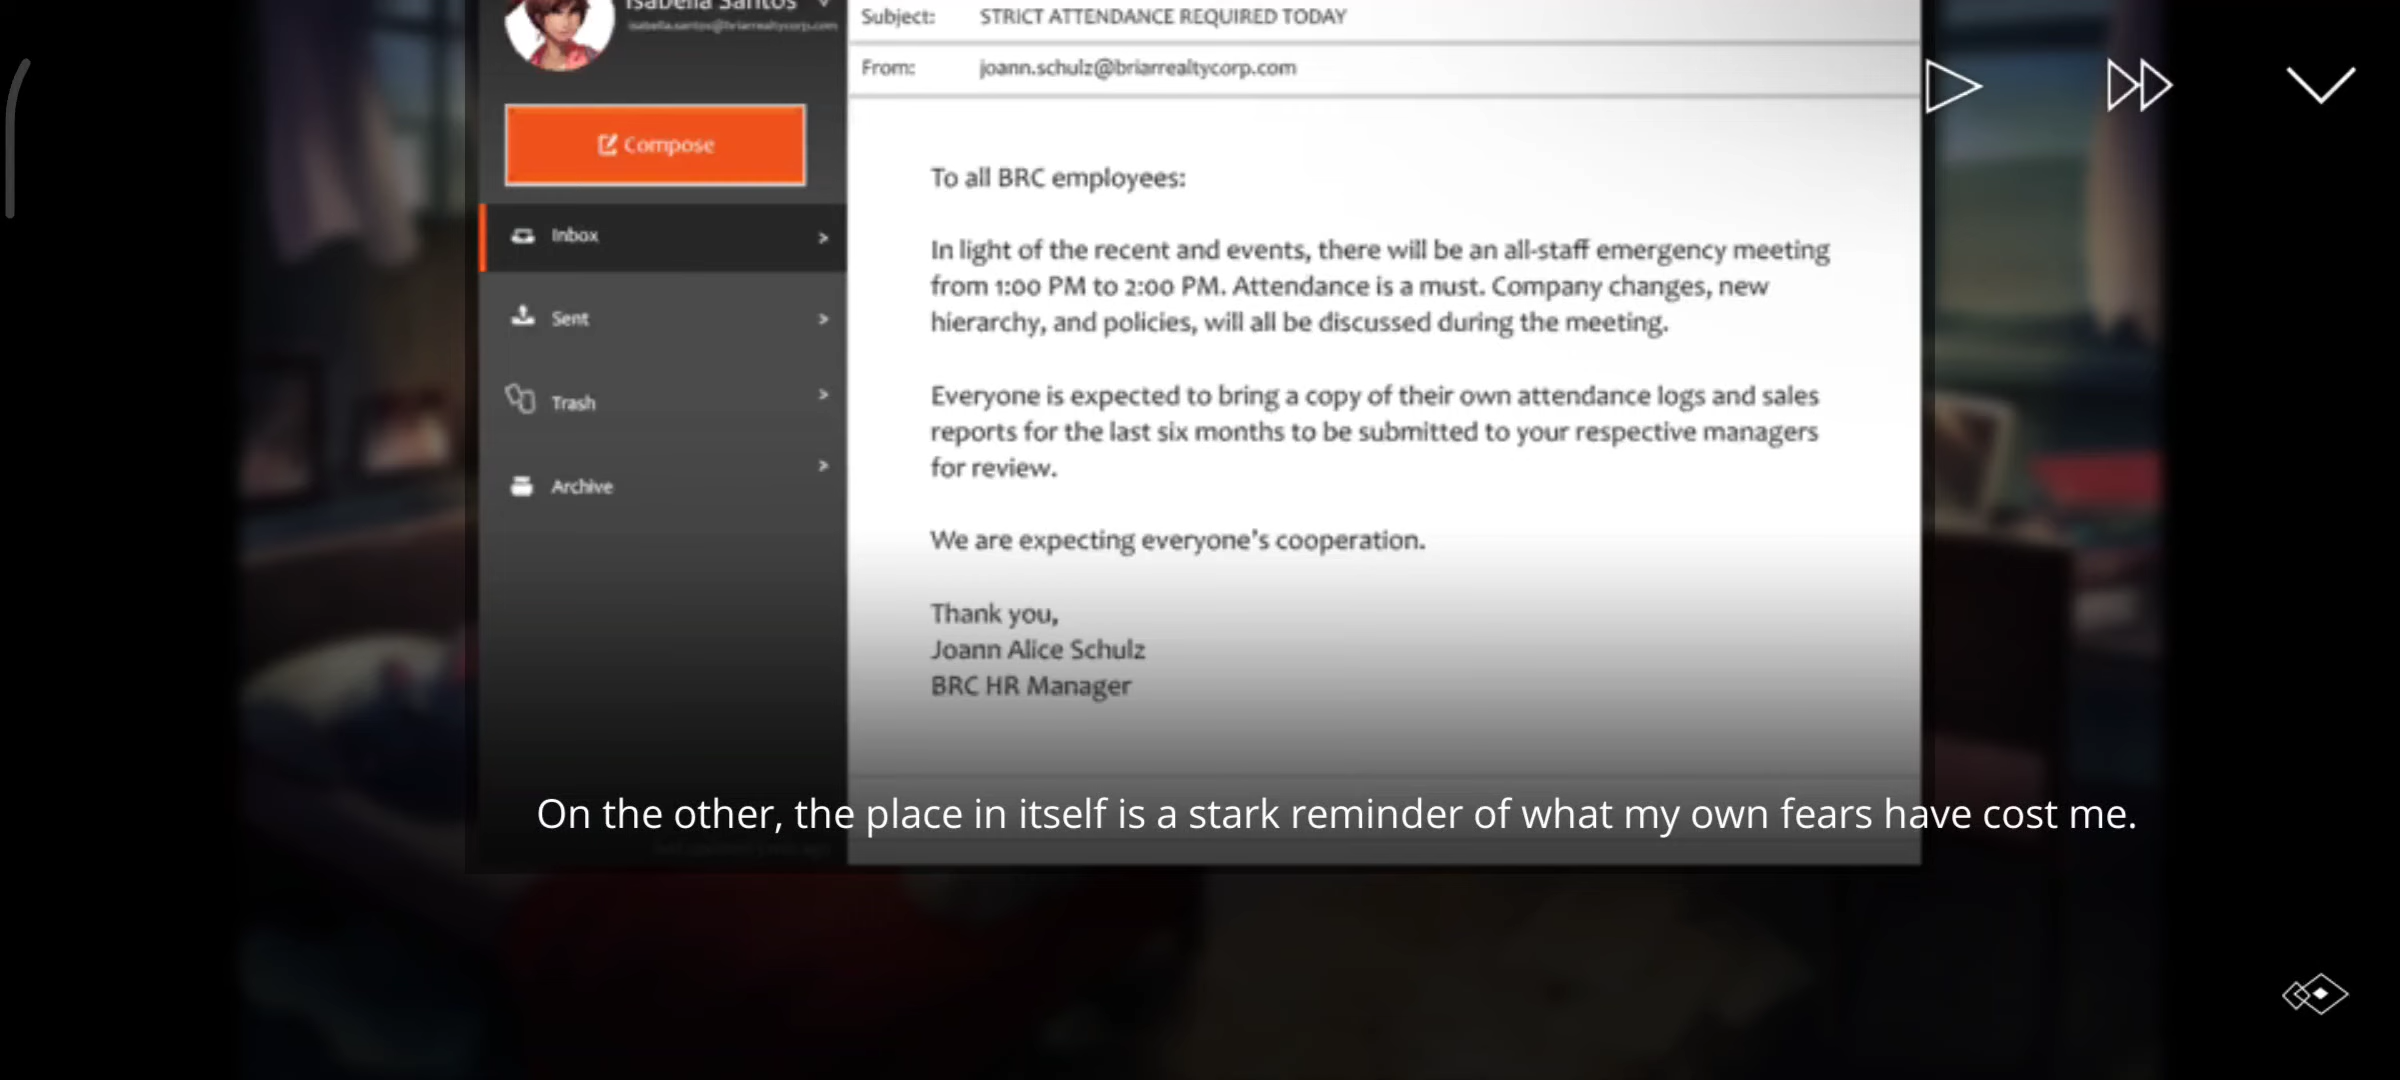 Isabella Santos
isabella.santos@briarrealtycorp.com
Compose
Inbox
Sent
Trash
Archive
Subject: STRICT ATTENDANCE REQUIRED TODAY
From: joann.schulz@briarrealtycorp.com
To all BRC employees:
In light of the recent and events, there will be an all-staff emergency meeting
from 1:00 PM to 2:00 PM. Attendance is a must. Company changes, new
hierarchy, and policies, will all be discussed during the meeting.
Everyone is expected to bring a copy of their own attendance logs and sales
reports for the last six months to be submitted to your respective managers
for review.
We are expecting everyone's cooperation.
Thank you,
Joann Alice Schulz
BRC HR Manager
On the other, the place in itself is a stark reminder of what my own fears have cost me.